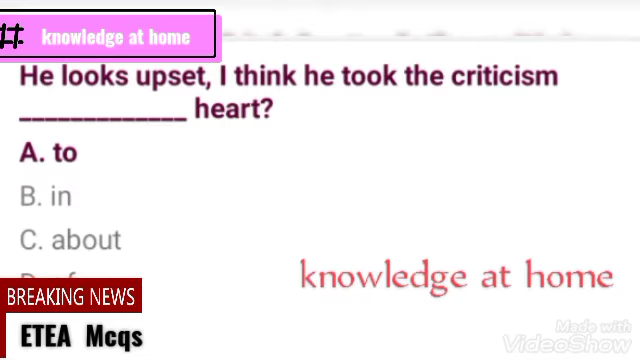 # knowledge at home
He looks upset, I think he took the criticism
_____________ heart?
A. to
B. in
C. about
knowledge at home
BREAKING NEWS
ETEA Mcqs
Made with
VideoShow